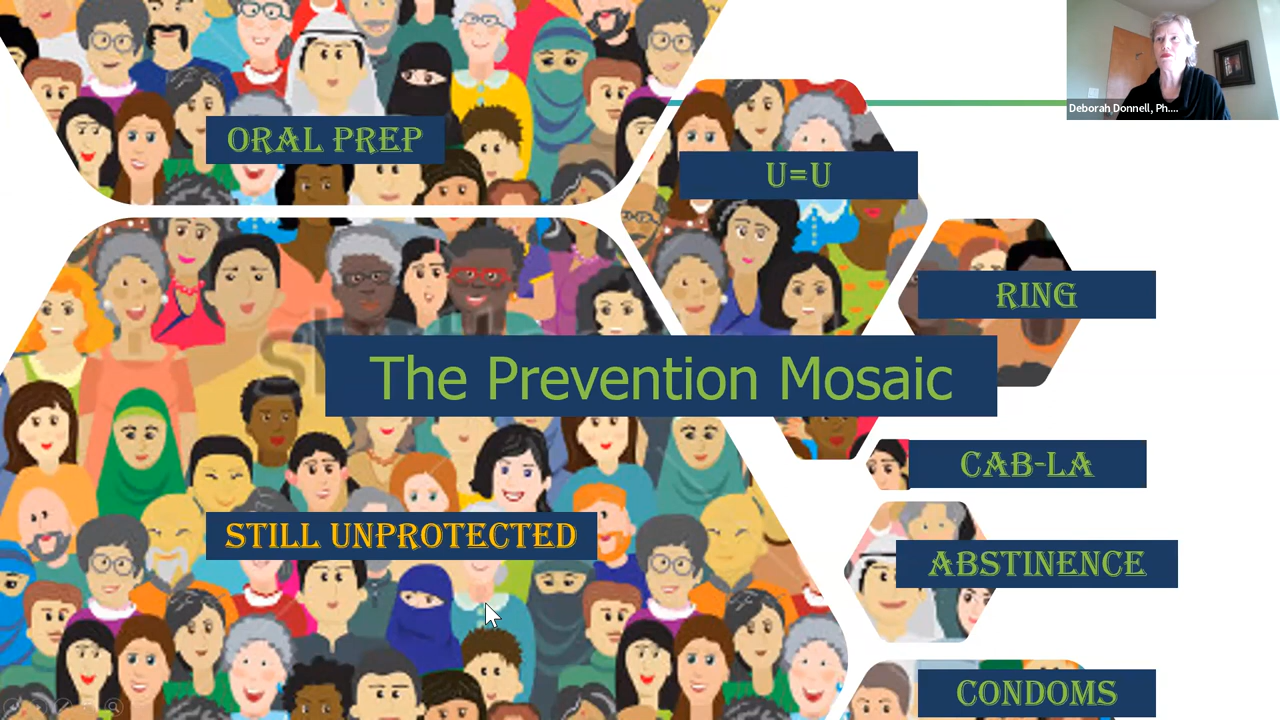 Deborah Donnell, Ph....
ORAL PREP
U=U
RING
The Prevention Mosaic
CAB-LA
STILL UNPROTECTED
ABSTINENCE
CONDOMS